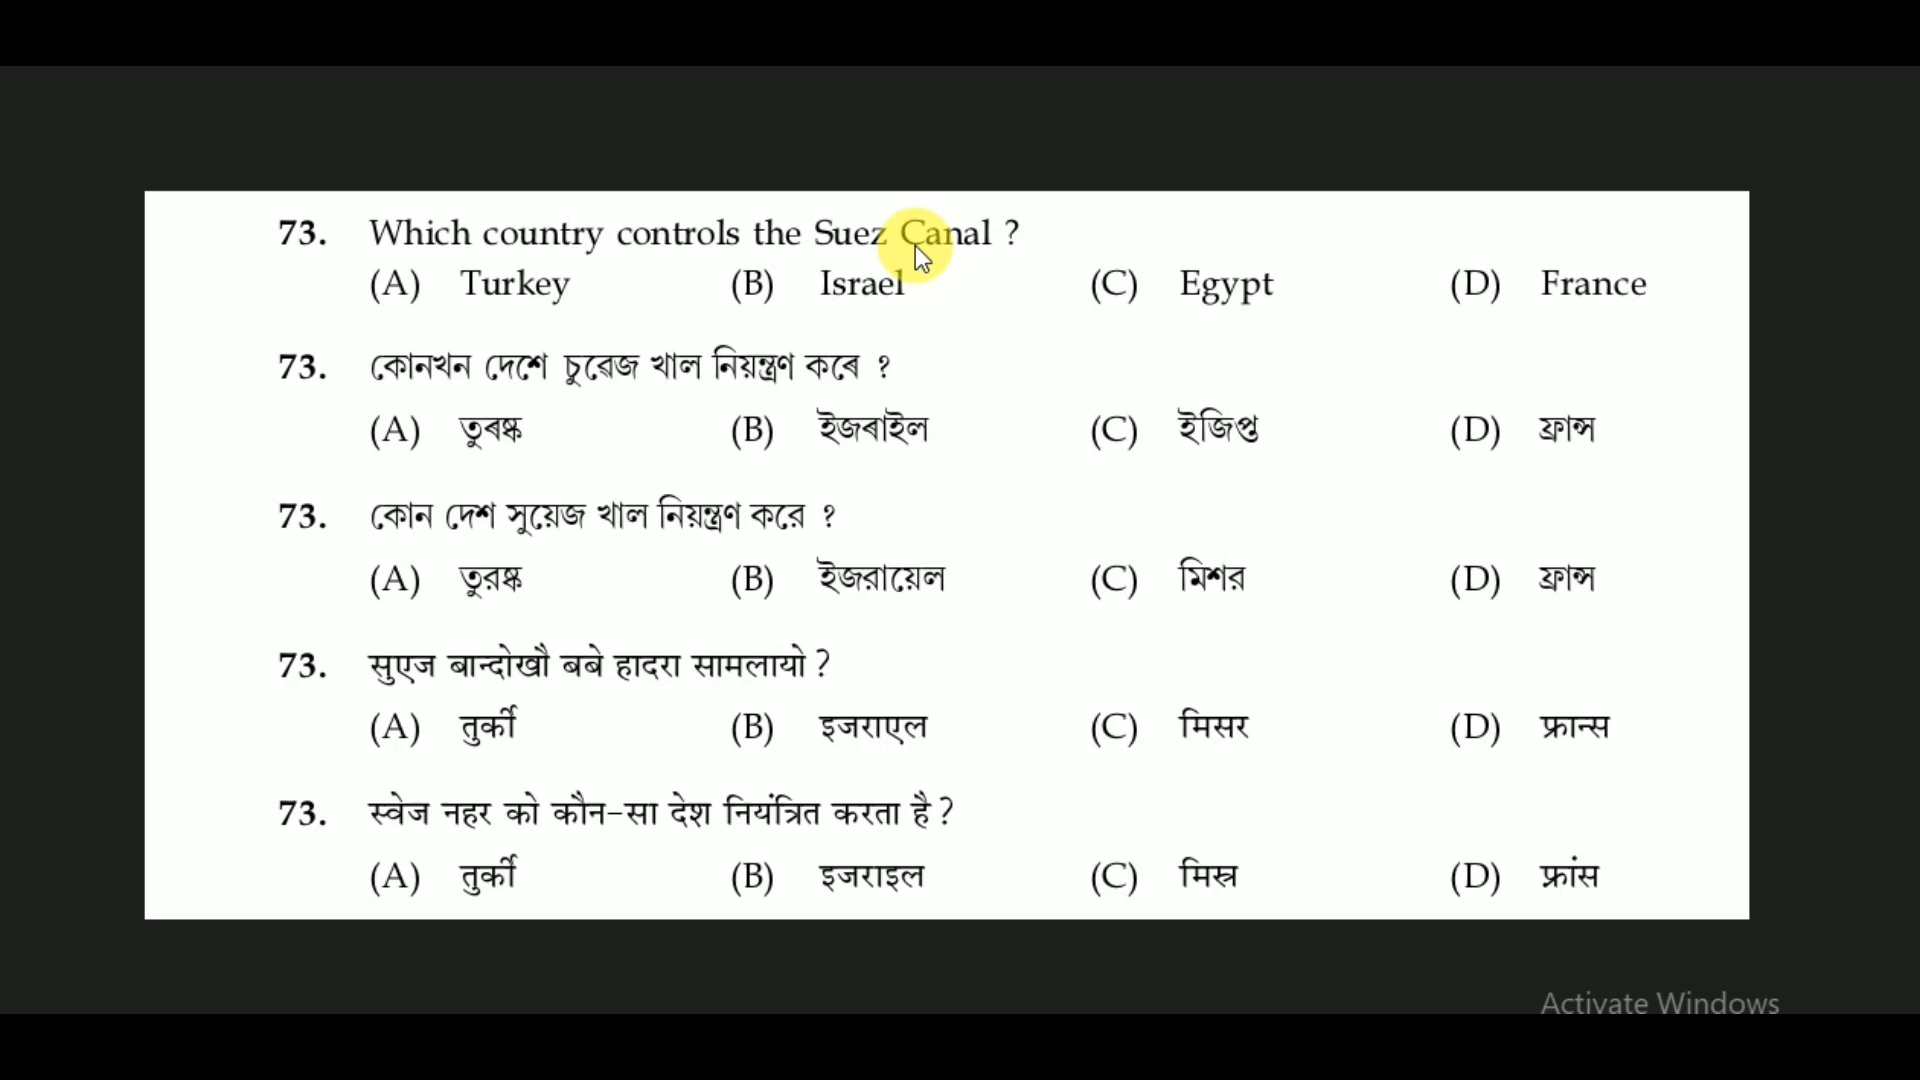 73. Which country controls the Suez Canal ?
(A) Turkey (B) Israel (C) Egypt (D) France
73. কোনখন দেশে চুৱেজ খাল নিয়ন্ত্ৰণ কৰে ?
(A) তুৰষ্ক (B) ইজৰাইল (C) ইজিপ্ত (D) ফ্ৰান্স
73. কোন দেশ সুয়েজ খাল নিয়ন্ত্রণ করে ?
(A) তুরষ্ক (B) ইজরায়েল (C) মিশর (D) ফ্রান্স
73. सुएज बान्दोखौ बबे हादरा सामलायो ?
(A) तुर्की (B) इजराएल (C) मिसर (D) फ्रान्स
73. स्वेज नहर को कौन-सा देश नियंत्रित करता है ?
(A) तुर्की (B) इजराइल (C) मिस्र (D) फ्रांस
Activate Windows